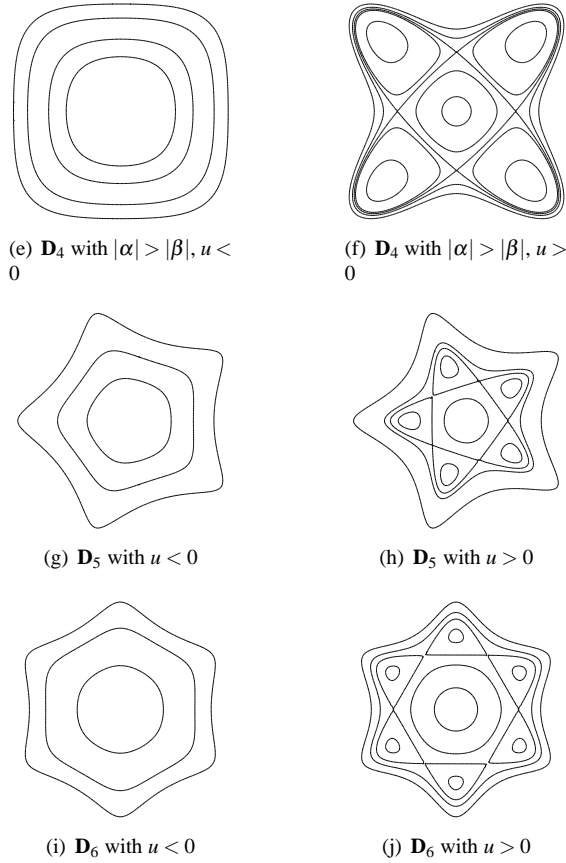 (e) D₄ with |α| > |β|, u <
0
(f) D₄ with |α| > |β|, u >
0
(g) D₅ with u < 0
(h) D₅ with u > 0
(i) D₆ with u < 0
(j) D₆ with u > 0